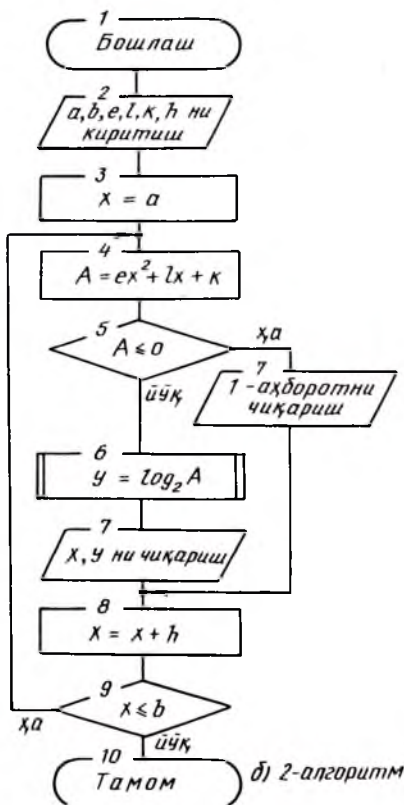 1
Бошлаш
2
a, b, e, l, к, h ни
киритиш
3
x = a
4
A = ex² + lx + к
5
A ≤ 0
ҳа
йўқ
7
1-ахборотни
чиқариш
6
y = log₂ A
7
x, y ни чиқариш
8
x = x + h
9
x ≤ b
ҳа
йўқ
10
Тамом
б) 2-алгоритм